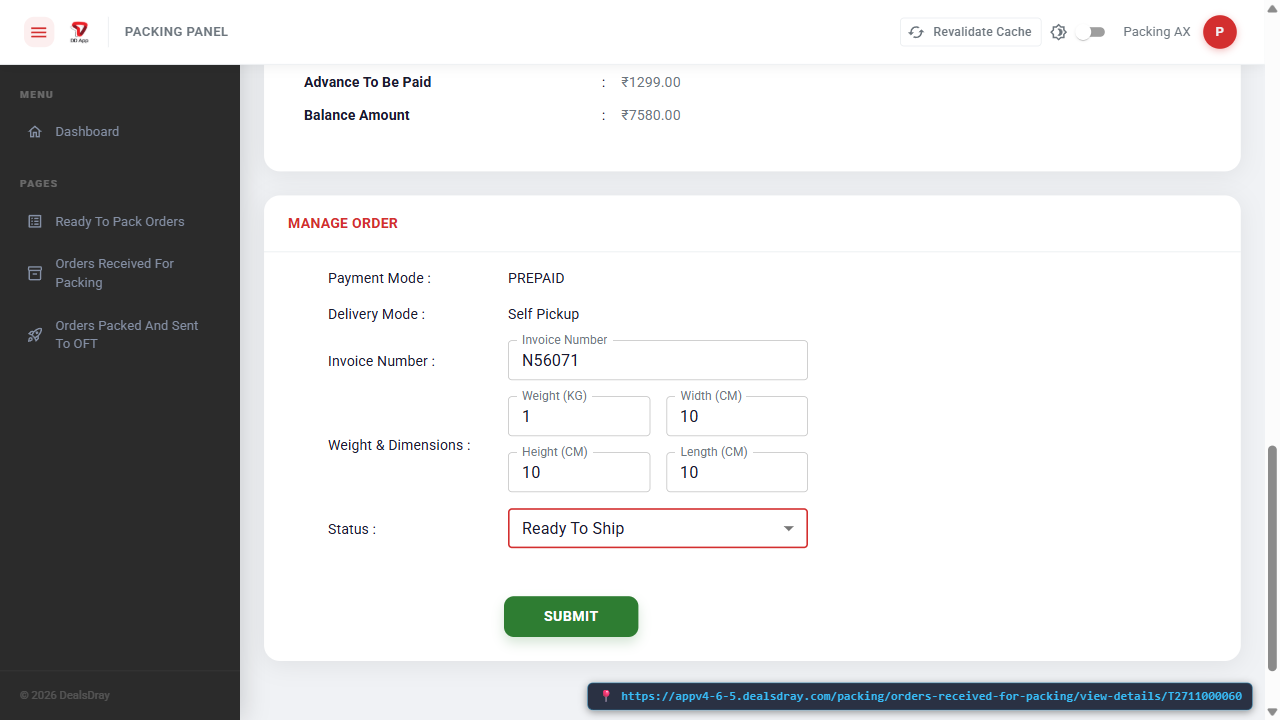 DD App
PACKING PANEL
Revalidate Cache
Packing AX
P
MENU
Dashboard
PAGES
Ready To Pack Orders
Orders Received For
Packing
Orders Packed And Sent
To OFT
© 2026 DealsDray
Advance To Be Paid : ₹1299.00
Balance Amount : ₹7580.00
MANAGE ORDER
Payment Mode : PREPAID
Delivery Mode : Self Pickup
Invoice Number
Invoice Number : N56071
Weight (KG) Width (CM)
1 10
Weight & Dimensions :
Height (CM) Length (CM)
10 10
Status : Ready To Ship
SUBMIT
https://appv4-6-5.dealsdray.com/packing/orders-received-for-packing/view-details/T2711000060